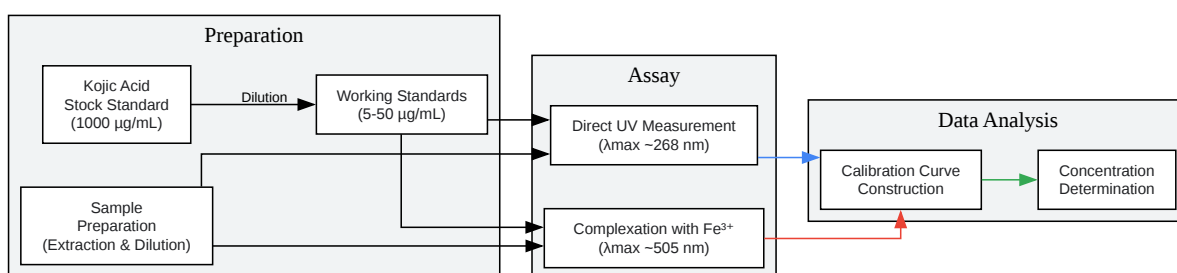 Preparation
Kojic Acid
Stock Standard
(1000 µg/mL)
Dilution
Working Standards
(5-50 µg/mL)
Sample
Preparation
(Extraction & Dilution)
Assay
Direct UV Measurement
(λmax ~268 nm)
Complexation with Fe³⁺
(λmax ~505 nm)
Data Analysis
Calibration Curve
Construction
Concentration
Determination